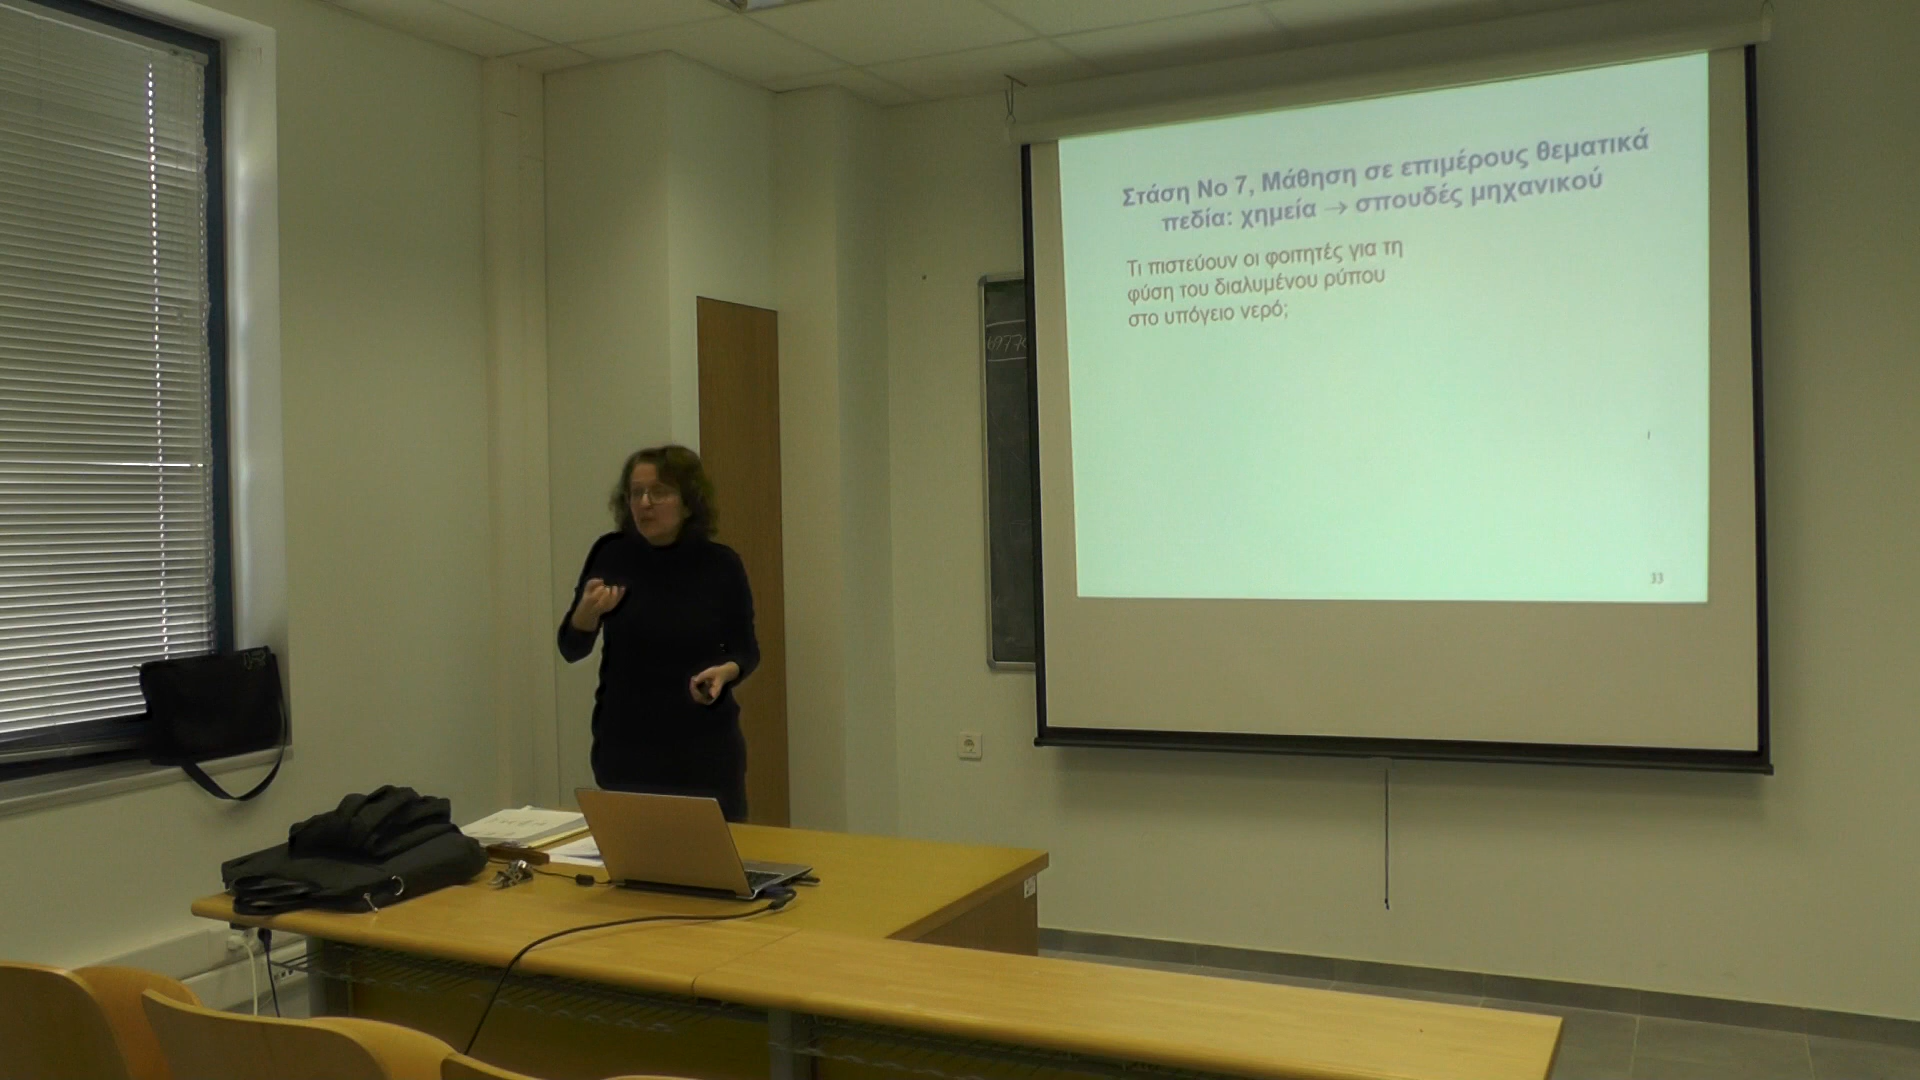 Στάση Νο 7, Μάθηση σε επιμέρους θεματικά
πεδία: χημεία → σπουδές μηχανικού
Τι πιστεύουν οι φοιτητές για τη
φύση του διαλυμένου ρύπου
στο υπόγειο νερό;
33